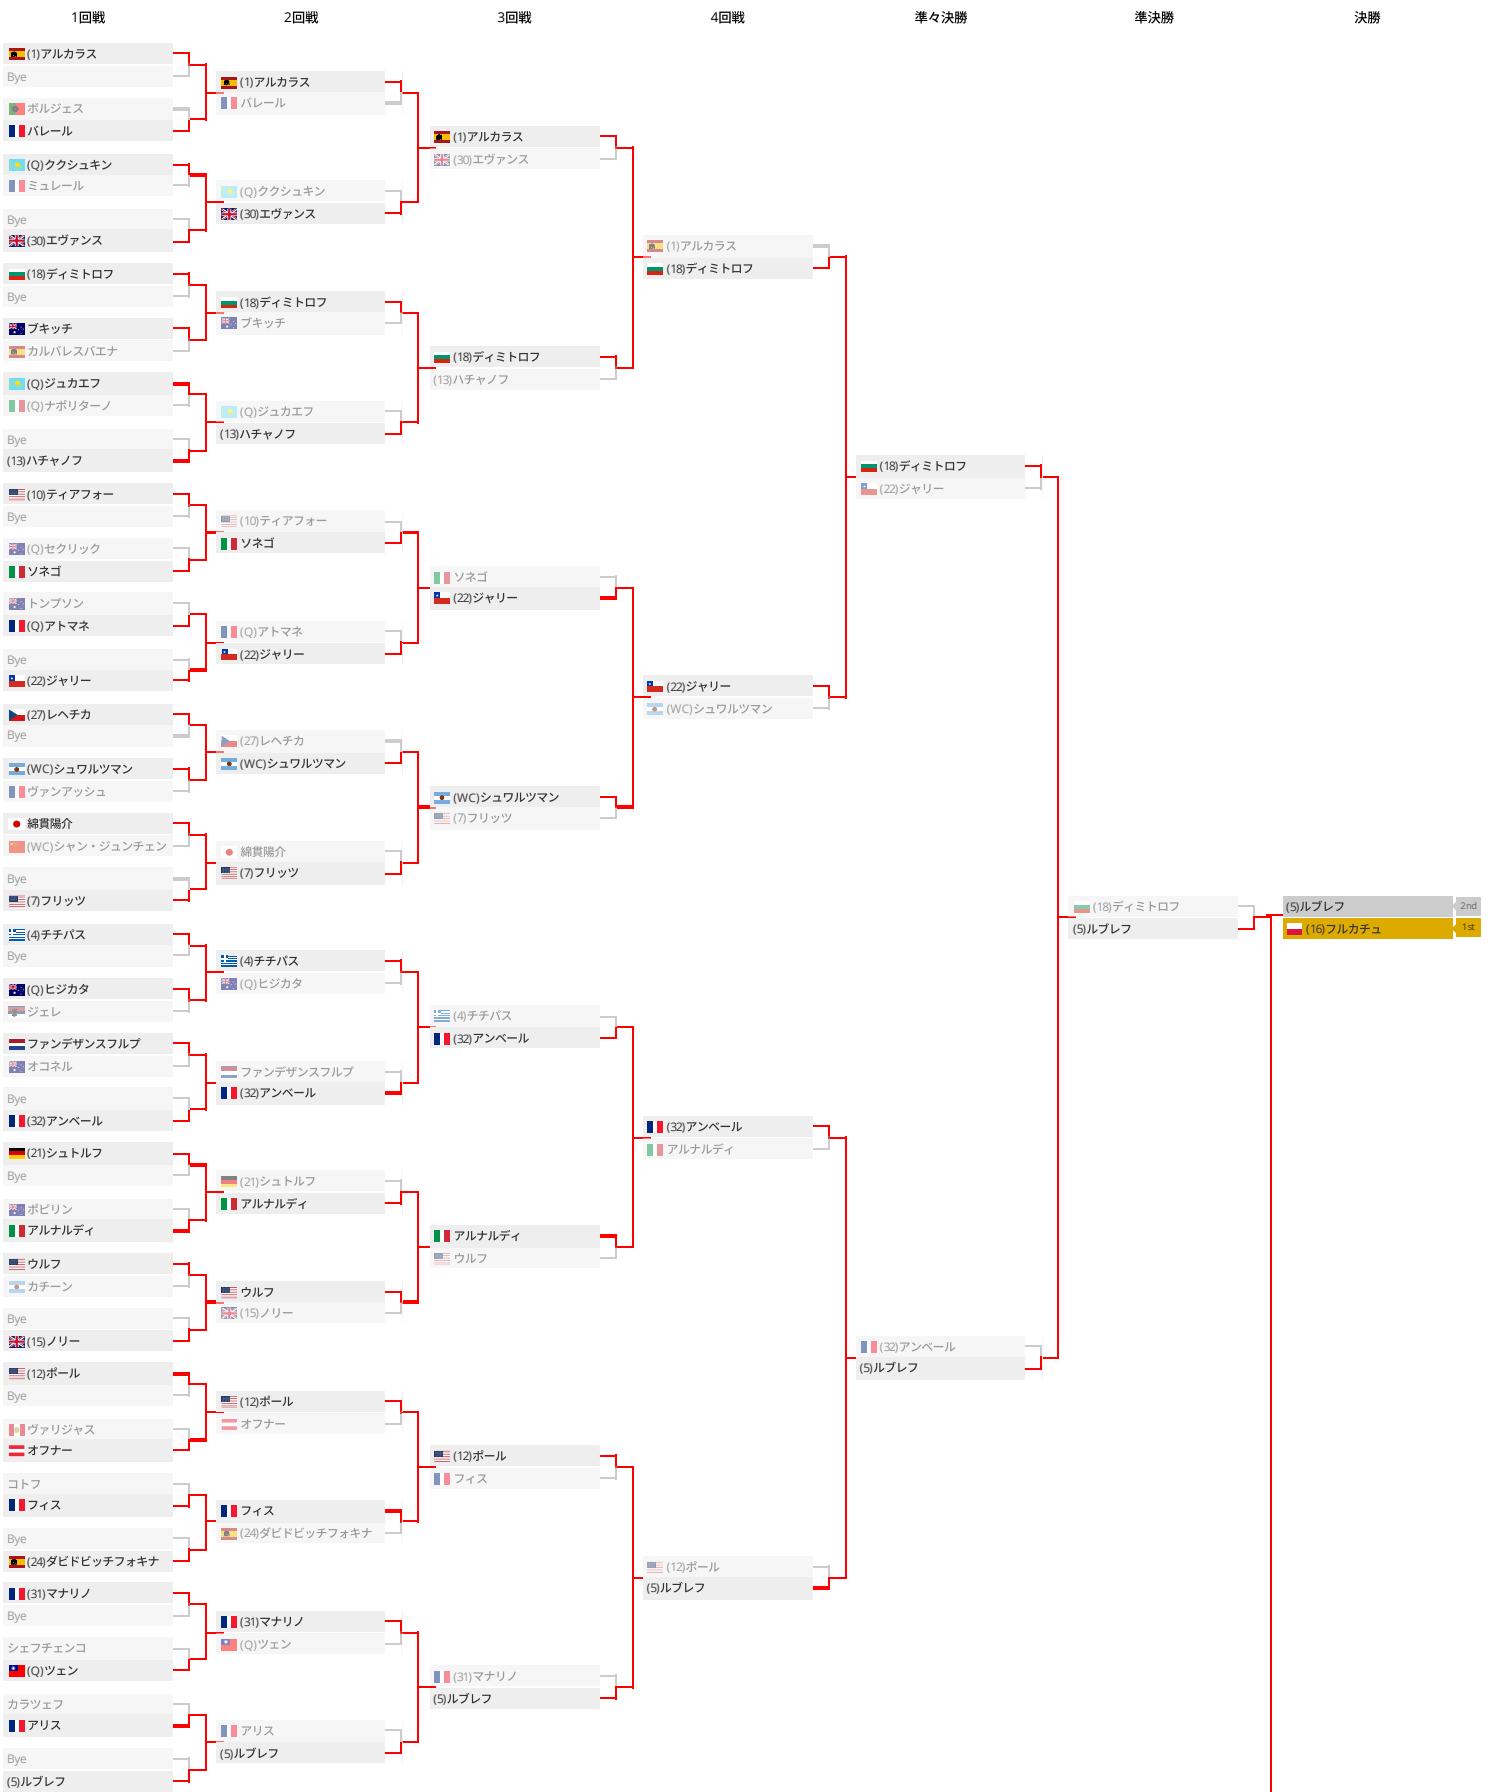 1回戦
2回戦
3回戦
4回戦
準々決勝
準決勝
決勝
(1)アルカラス
Bye
ボルジェス
バレール
(Q)ククシュキン
ミュレール
Bye
(30)エヴァンス
(18)ディミトロフ
Bye
ブキッチ
カルバレスバエナ
(Q)ジュカエフ
(Q)ナポリターノ
Bye
(13)ハチャノフ
(10)ティアフォー
Bye
(Q)セクリック
ソネゴ
トンプソン
(Q)アトマネ
Bye
(22)ジャリー
(27)レヘチカ
Bye
(WC)シュワルツマン
ヴァンアッシュ
綿貫陽介
(WC)シャン・ジュンチェン
Bye
(7)フリッツ
(4)チチパス
Bye
(Q)ヒジカタ
ジェレ
ファンデザンスフルプ
オコネル
Bye
(32)アンベール
(21)シュトルフ
Bye
ポピリン
アルナルディ
ウルフ
カチーン
Bye
(15)ノリー
(12)ポール
Bye
ヴァリジャス
オフナー
コトフ
フィス
Bye
(24)ダビドビッチフォキナ
(31)マナリノ
Bye
シェフチェンコ
(Q)ツェン
カラツェフ
アリス
Bye
(5)ルブレフ
(1)アルカラス
バレール
(Q)ククシュキン
(30)エヴァンス
(18)ディミトロフ
ブキッチ
(Q)ジュカエフ
(13)ハチャノフ
(10)ティアフォー
ソネゴ
(Q)アトマネ
(22)ジャリー
(27)レヘチカ
(WC)シュワルツマン
綿貫陽介
(7)フリッツ
(4)チチパス
(Q)ヒジカタ
ファンデザンスフルプ
(32)アンベール
(21)シュトルフ
アルナルディ
ウルフ
(15)ノリー
(12)ポール
オフナー
フィス
(24)ダビドビッチフォキナ
(31)マナリノ
(Q)ツェン
アリス
(5)ルブレフ
(1)アルカラス
(30)エヴァンス
(18)ディミトロフ
(13)ハチャノフ
ソネゴ
(22)ジャリー
(WC)シュワルツマン
(7)フリッツ
(4)チチパス
(32)アンベール
アルナルディ
ウルフ
(12)ポール
フィス
(31)マナリノ
(5)ルブレフ
(1)アルカラス
(18)ディミトロフ
(22)ジャリー
(WC)シュワルツマン
(32)アンベール
アルナルディ
(12)ポール
(5)ルブレフ
(18)ディミトロフ
(22)ジャリー
(32)アンベール
(5)ルブレフ
(18)ディミトロフ
(5)ルブレフ
(5)ルブレフ 2nd
(16)フルカチュ 1st